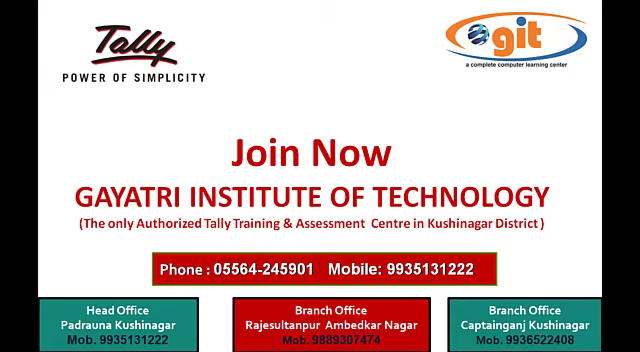 Tally
POWER OF SIMPLICITY
git
a complete computer learning center
Join Now
GAYATRI INSTITUTE OF TECHNOLOGY
(The only Authorized Tally Training & Assessment Centre in Kushinagar District )
Phone : 05564-245901 Mobile: 9935131222
Head Office
Padrauna Kushinagar
Mob. 9935131222
Branch Office
Rajesultanpur Ambedkar Nagar
Mob. 9889307474
Branch Office
Captainganj Kushinagar
Mob. 9936522408